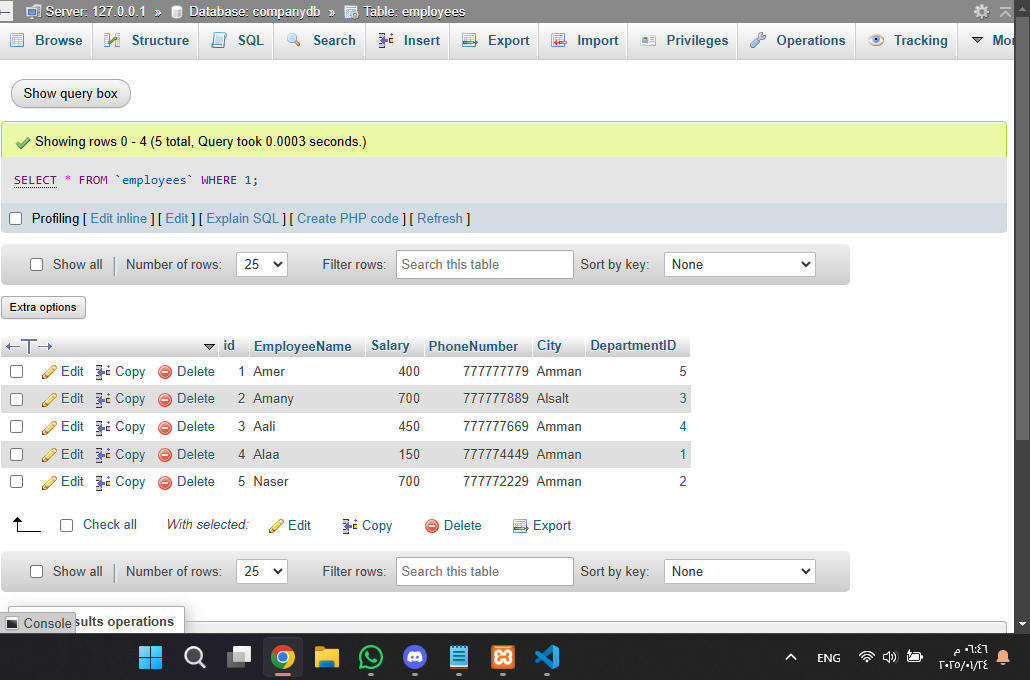 Server: 127.0.0.1 » Database: companydb » Table: employees
Browse Structure SQL Search Insert Export Import Privileges Operations Tracking Mor
Show query box
Showing rows 0 - 4 (5 total, Query took 0.0003 seconds.)
SELECT * FROM `employees` WHERE 1;
Profiling [ Edit inline ] [ Edit ] [ Explain SQL ] [ Create PHP code ] [ Refresh ]
Show all Number of rows: 25 Filter rows: Search this table Sort by key: None
Extra options
id EmployeeName Salary PhoneNumber City DepartmentID
Edit Copy Delete 1 Amer 400 777777779 Amman 5
Edit Copy Delete 2 Amany 700 777777889 Alsalt 3
Edit Copy Delete 3 Aali 450 777777669 Amman 4
Edit Copy Delete 4 Alaa 150 777774449 Amman 1
Edit Copy Delete 5 Naser 700 777772229 Amman 2
Check all With selected: Edit Copy Delete Export
Show all Number of rows: 25 Filter rows: Search this table Sort by key: None
Console sults operations
ENG ٠٦:٤٦ م
٢٠٢٥/٠١/٢٤